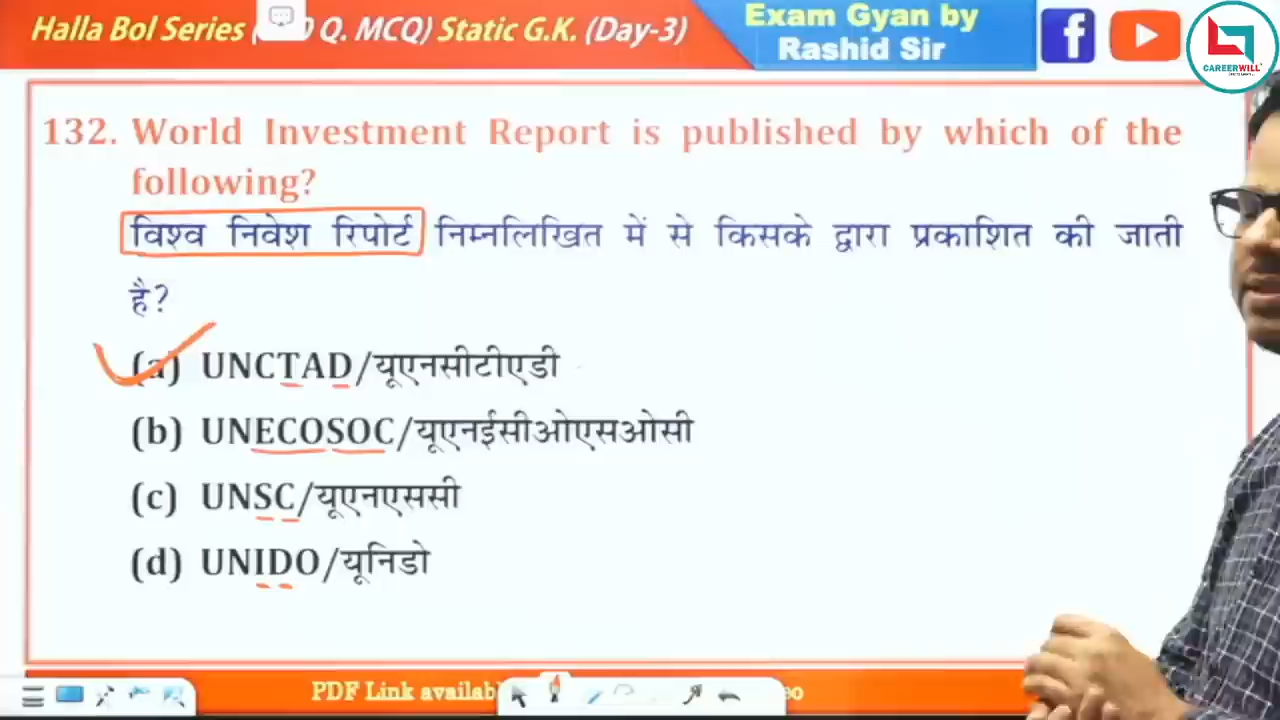 Halla Bol Series ( 0 Q. MCQ) Static G.K. (Day-3)
Exam Gyan by
Rashid Sir
CAREERWILL
132. World Investment Report is published by which of the
following?
विश्व निवेश रिपोर्ट निम्नलिखित में से किसके द्वारा प्रकाशित की जाती
है?
(a) UNCTAD/यूएनसीटीएडी
(b) UNECOSOC/यूएनईसीओएसओसी
(c) UNSC/यूएनएससी
(d) UNIDO/यूनिडो
PDF Link